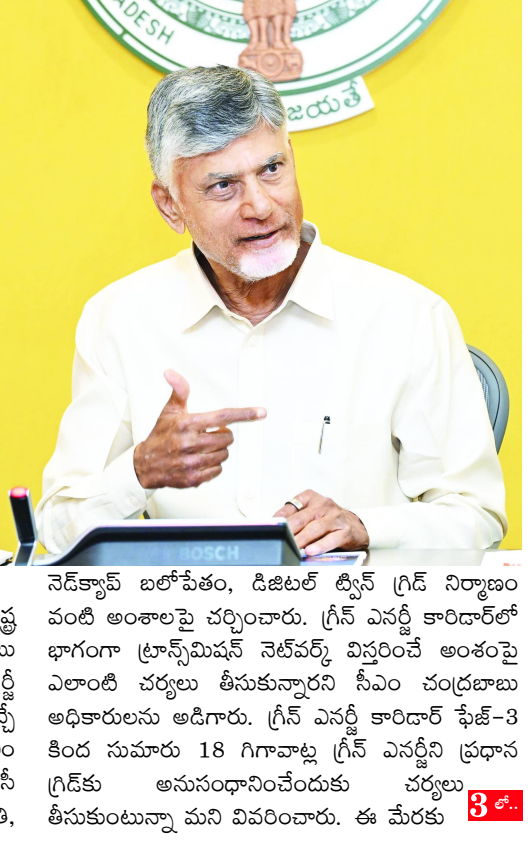 ADESH
జయతే
BOSCH
నెడ్‌క్యాప్ బలోపేతం, డిజిటల్ ట్విన్ గ్రిడ్ నిర్మాణం
వంటి అంశాలపై చర్చించారు. గ్రీన్ ఎనర్జీ కారిడార్‌లో
భాగంగా ట్రాన్స్‌మిషన్ నెట్‌వర్క్ విస్తరించే అంశంపై
ఎలాంటి చర్యలు తీసుకున్నారని సీఎం చంద్రబాబు
అధికారులను అడిగారు. గ్రీన్ ఎనర్జీ కారిడార్ ఫేజ్-3
కింద సుమారు 18 గిగావాట్ల గ్రీన్ ఎనర్జీని ప్రధాన
గ్రిడ్‌కు అనుసంధానించేందుకు చర్యలు
తీసుకుంటున్నా మని వివరించారు. ఈ మేరకు
3 లో..